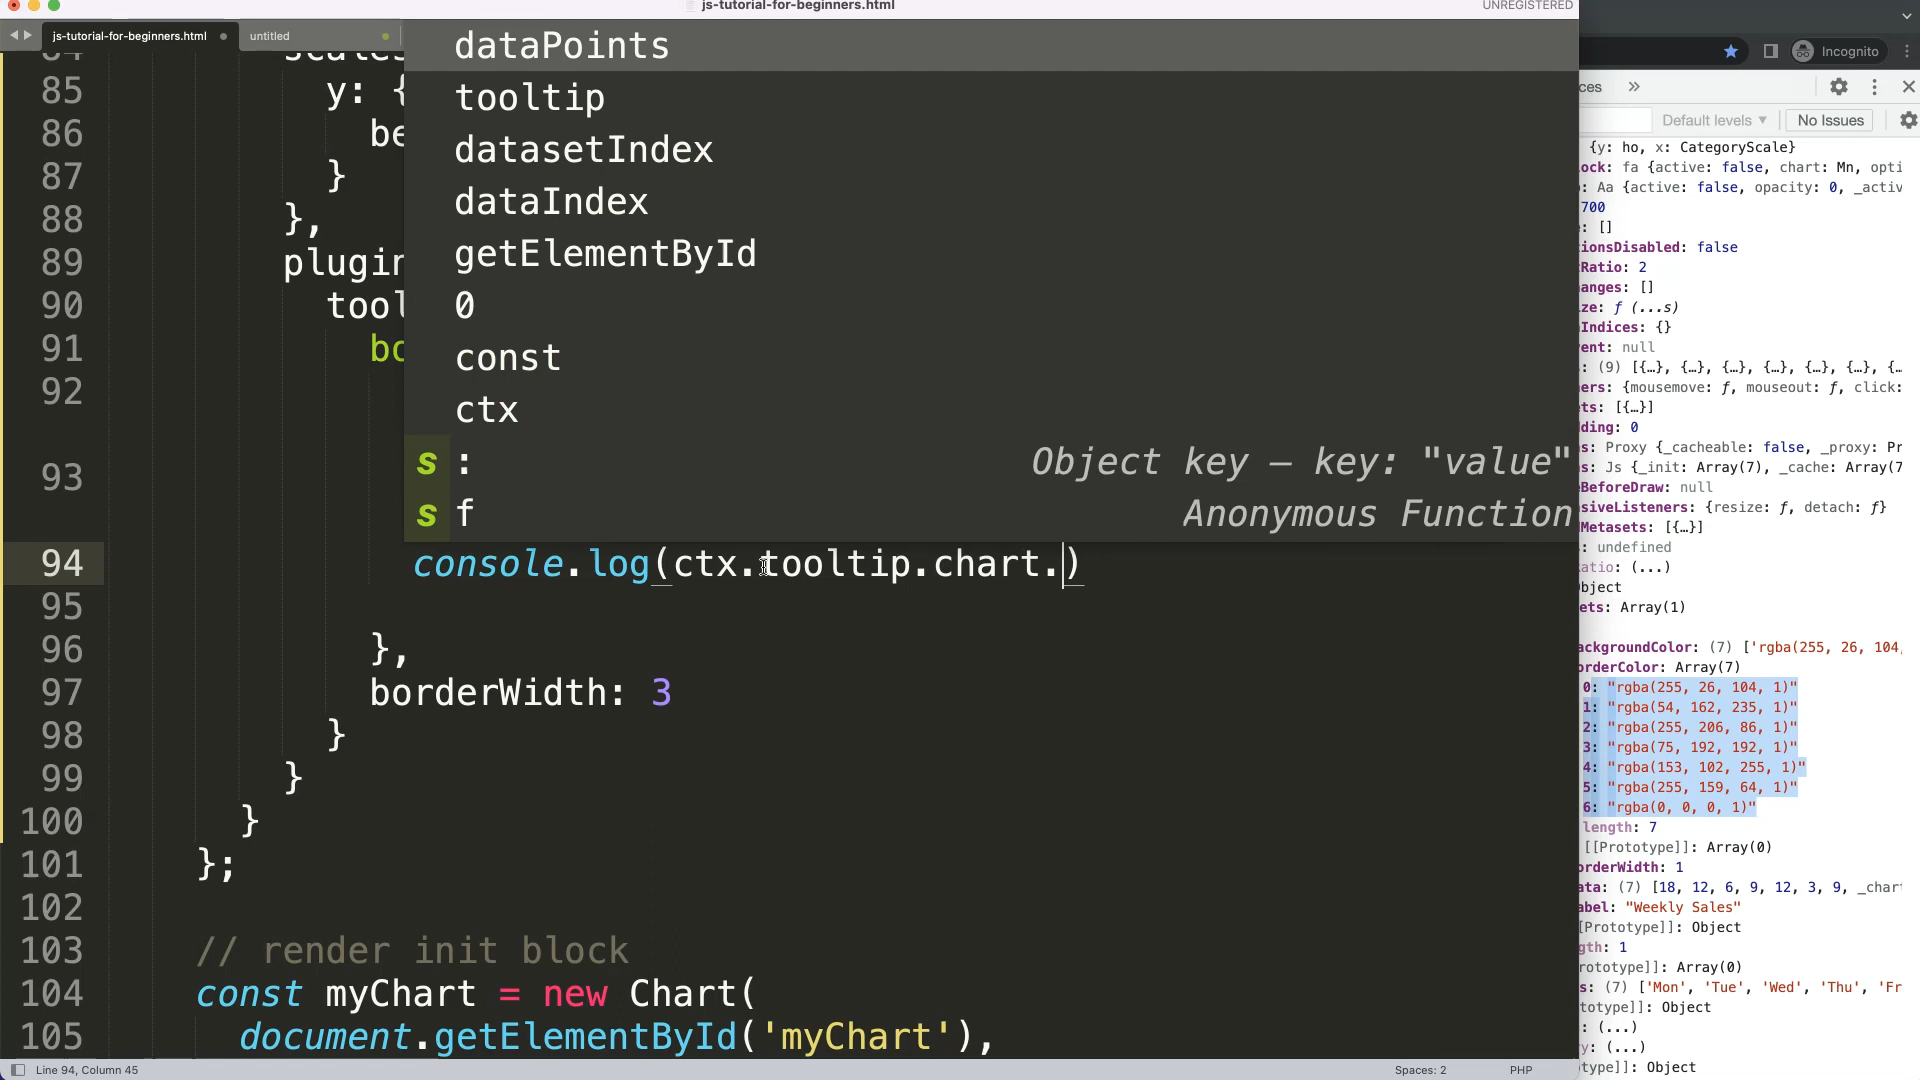 js-tutorial-for-beginners.html
UNREGISTERED
js-tutorial-for-beginners.html
untitled
Incognito
Default levels ▼
No Issues
85 y: {
86 be
87 }
88 },
89 plugin
90 tool
91 bo
92
93
dataPoints
tooltip
datasetIndex
dataIndex
getElementById
0
const
ctx
s : Object key – key: "value"
s f Anonymous Function
94 console.log(ctx.tooltip.chart.)
95
96 },
97 borderWidth: 3
98 }
99 }
100 }
101 };
102
103 // render init block
104 const myChart = new Chart(
105 document.getElementById('myChart'),
{y: ho, x: CategoryScale}
ock: fa {active: false, chart: Mn, opti
: Aa {active: false, opacity: 0, _activ
700
: []
ionsDisabled: false
Ratio: 2
anges: []
ize: f (...s)
Indices: {}
vent: null
: (9) [{…}, {…}, {…}, {…}, {…}, {…}, {…
ners: {mousemove: f, mouseout: f, click:
ets: [{…}]
dding: 0
ns: Proxy {_cacheable: false, _proxy: Pr
ns: Js {_init: Array(7), _cache: Array(7
eBeforeDraw: null
nsiveListeners: {resize: f, detach: f}
Metasets: [{…}]
: undefined
atio: (...)
bject
ets: Array(1)
ackgroundColor: (7) ['rgba(255, 26, 104,
orderColor: Array(7)
0: "rgba(255, 26, 104, 1)"
1: "rgba(54, 162, 235, 1)"
2: "rgba(255, 206, 86, 1)"
3: "rgba(75, 192, 192, 1)"
4: "rgba(153, 102, 255, 1)"
5: "rgba(255, 159, 64, 1)"
6: "rgba(0, 0, 0, 1)"
length: 7
[[Prototype]]: Array(0)
orderWidth: 1
ata: (7) [18, 12, 6, 9, 12, 3, 9, _char
abel: "Weekly Sales"
[Prototype]]: Object
gth: 1
rototype]]: Array(0)
s: (7) ['Mon', 'Tue', 'Wed', 'Thu', 'Fr
totype]]: Object
: (...)
y: (...)
type]]: Object
Line 94, Column 45
Spaces: 2
PHP